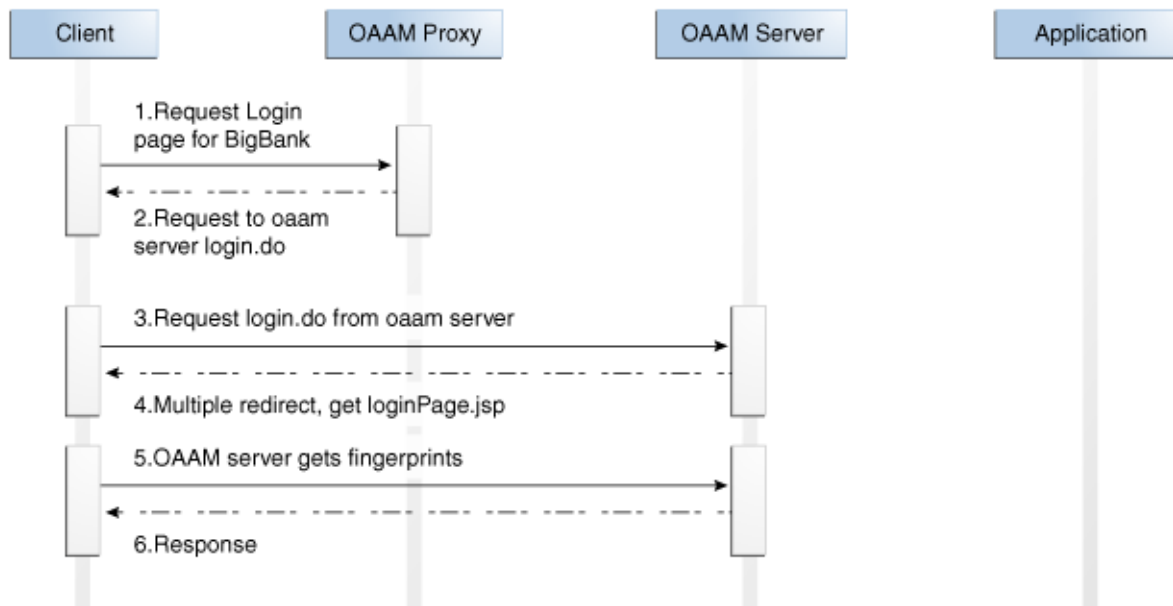 Client
OAAM Proxy
OAAM Server
Application
1.Request Login
page for BigBank
2.Request to oaam
server login.do
3.Request login.do from oaam server
4.Multiple redirect, get loginPage.jsp
5.OAAM server gets fingerprints
6.Response